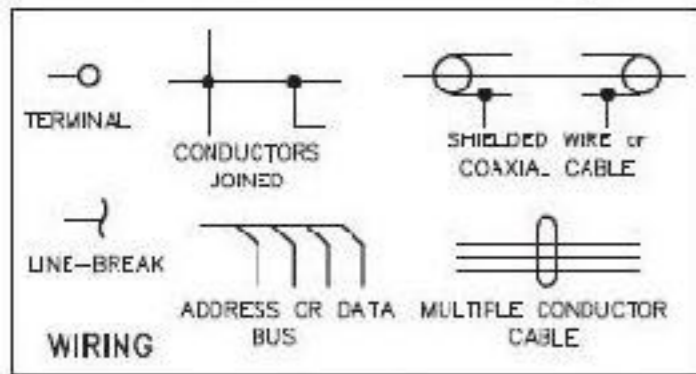 TERMINAL
CONDUCTORS
JOINED
SHIELDED WIRE or
COAXIAL CABLE
LINE-BREAK
ADDRESS OR DATA
BUS
MULTIPLE CONDUCTOR
CABLE
WIRING